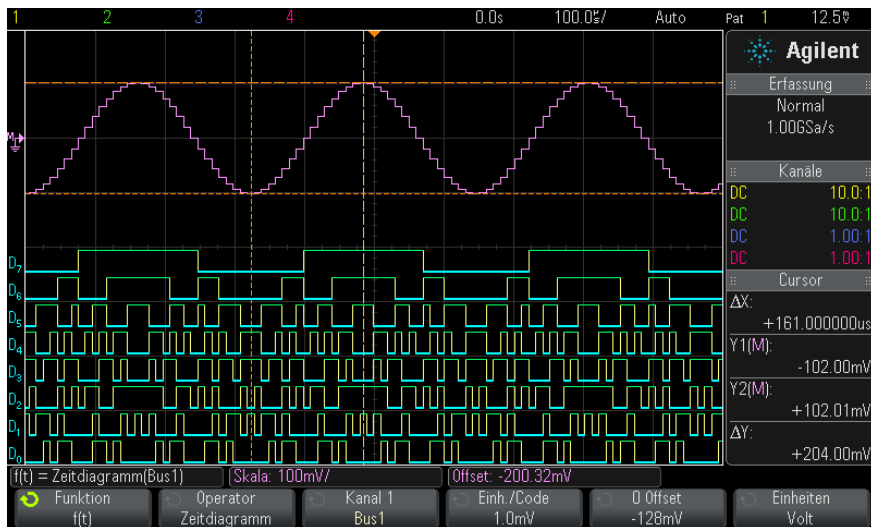 1 2 3 4 0.0s 100.0㎲/ Auto Pat 1 12.5㎷
Agilent
Erfassung
Normal
1.00GSa/s
Kanäle
DC 10.0:1
DC 10.0:1
DC 1.00:1
DC 1.00:1
Cursor
ΔX:
+161.000000us
Y1(M):
-102.00mV
Y2(M):
+102.01mV
ΔY:
+204.00mV
M
D7
D6
D5
D4
D3
D2
D1
D0
f(t) = Zeitdiagramm(Bus1) Skala: 100mV/ Offset: -200.32mV
Funktion
f(t)
Operator
Zeitdiagramm
Kanal 1
Bus1
Einh./Code
1.0mV
0 Offset
-128mV
Einheiten
Volt